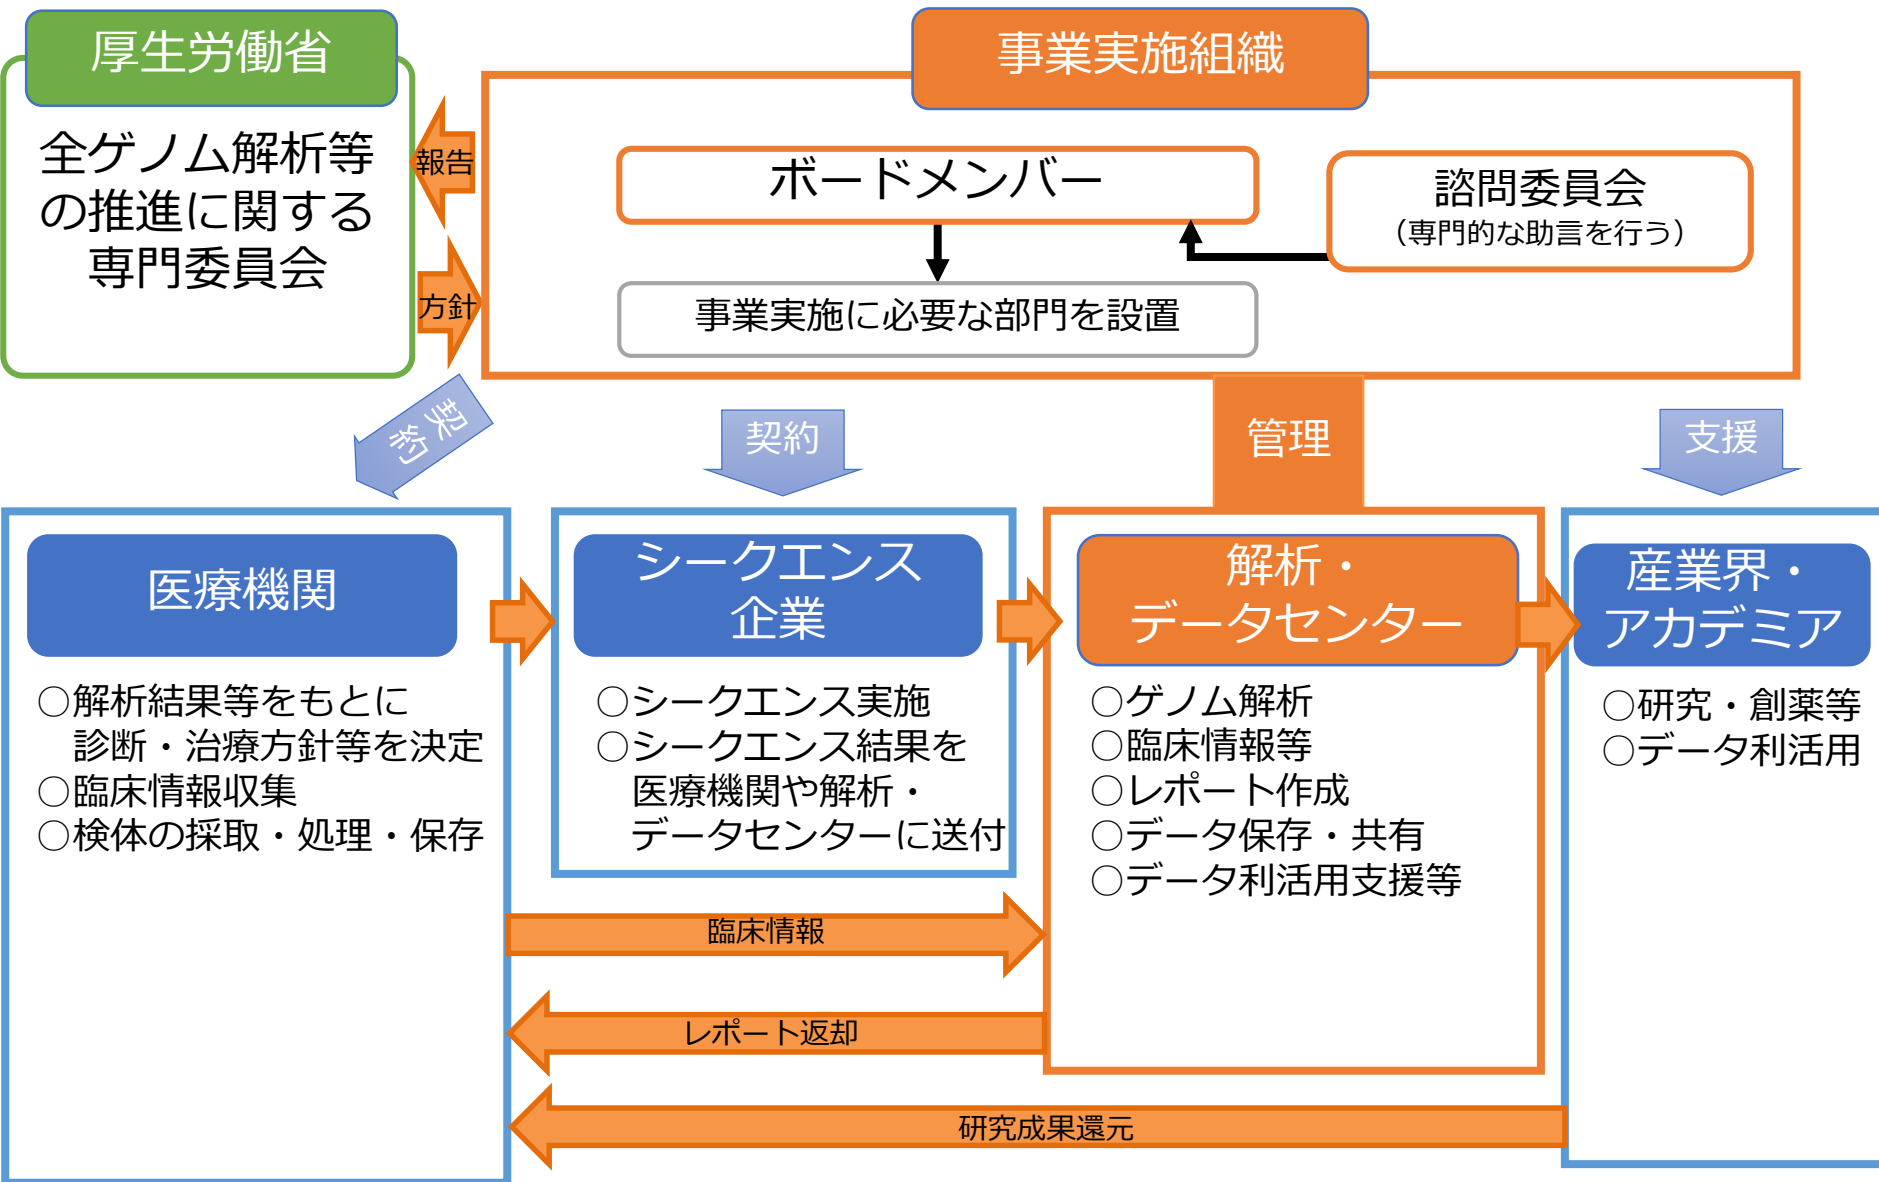 厚生労働省
全ゲノム解析等
の推進に関する
専門委員会
報告
方針
事業実施組織
ボードメンバー
諮問委員会
（専門的な助言を行う）
事業実施に必要な部門を設置
契約
契約
管理
支援
医療機関
〇解析結果等をもとに
診断・治療方針等を決定
〇臨床情報収集
〇検体の採取・処理・保存
シークエンス
企業
〇シークエンス実施
〇シークエンス結果を
医療機関や解析・
データセンターに送付
解析・
データセンター
〇ゲノム解析
〇臨床情報等
〇レポート作成
〇データ保存・共有
〇データ利活用支援等
産業界・
アカデミア
〇研究・創薬等
〇データ利活用
臨床情報
レポート返却
研究成果還元